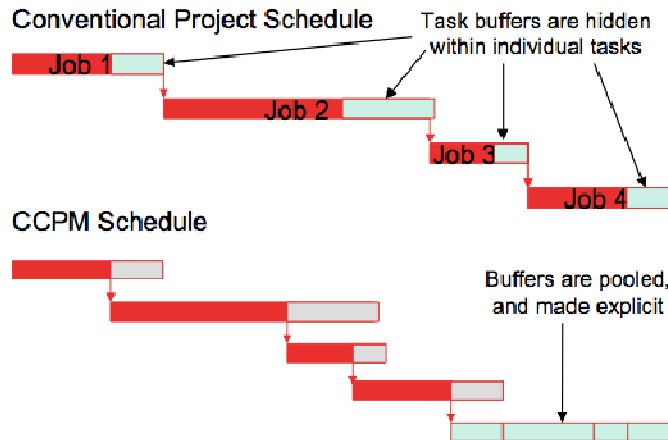 Conventional Project Schedule
Task buffers are hidden
within individual tasks
Job 1
Job 2
Job 3
Job 4
CCPM Schedule
Buffers are pooled,
and made explicit